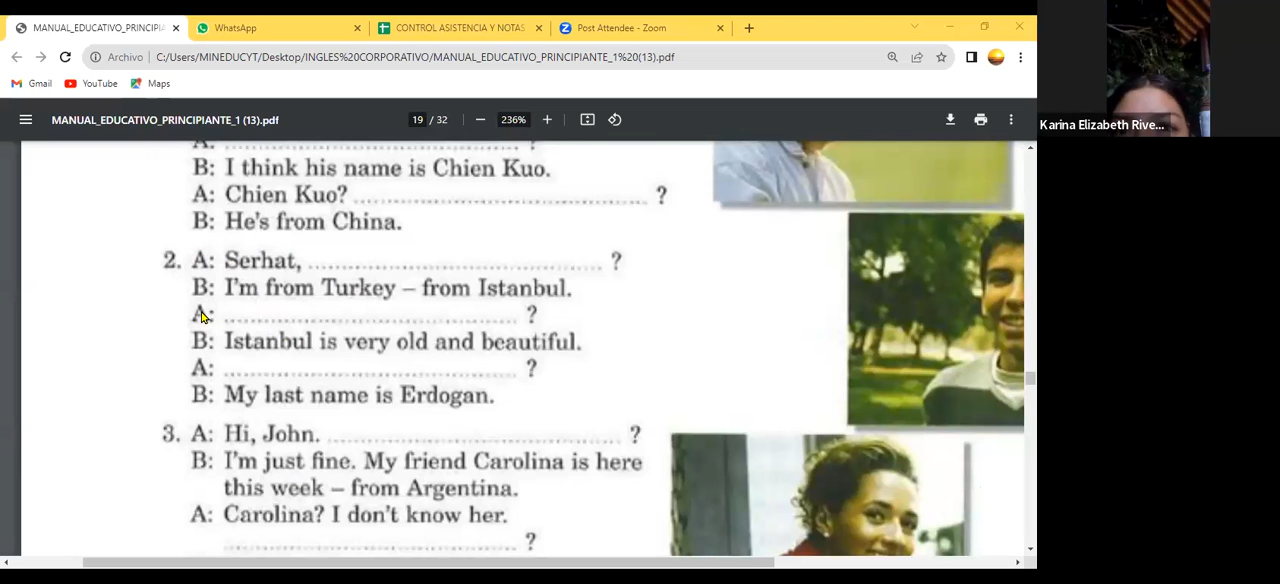 MANUAL_EDUCATIVO_PRINCIPIA
WhatsApp
CONTROL ASISTENCIA Y NOTAS
Post Attendee - Zoom
Archivo
C:/Users/MINEDUCYT/Desktop/INGLES%20CORPORATIVO/MANUAL_EDUCATIVO_PRINCIPIANTE_1%20(13).pdf
Gmail
YouTube
Maps
MANUAL_EDUCATIVO_PRINCIPIANTE_1 (13).pdf
19 / 32
236%
Karina Elizabeth Rive...
A: ........................................ ?
B: I think his name is Chien Kuo.
A: Chien Kuo? ........................................ ?
B: He's from China.
2. A: Serhat, ........................................ ?
B: I'm from Turkey – from Istanbul.
A: ........................................ ?
B: Istanbul is very old and beautiful.
A: ........................................ ?
B: My last name is Erdogan.
3. A: Hi, John. ........................................ ?
B: I'm just fine. My friend Carolina is here
this week – from Argentina.
A: Carolina? I don't know her.
........................................ ?